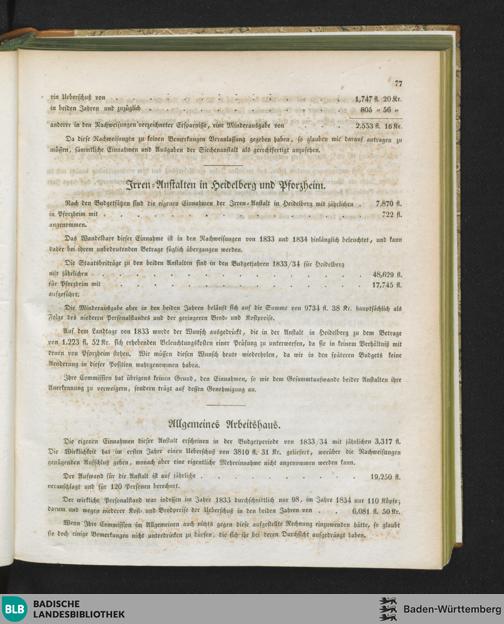 77
ein Ueberschuß von 1,747 fl. 20 Kr.
in beiden Jahren und zuzüglich 805 „ 56 „
anderer in den Nachweisungen verzeichneter Ersparnisse, eine Minderausgabe von 2,553 fl. 16 Kr.
Da diese Nachweisungen zu keinen Bemerkungen Veranlassung gegeben haben, so glauben wir darauf antragen zu
müssen, sämmtliche Einnahmen und Ausgaben der Siechenanstalt als gerechtfertigt anzusehen.
Irren-Anstalten in Heidelberg und Pforzheim.
Nach den Budgetsätzen sind die eigenen Einnahmen der Irren-Anstalt in Heidelberg mit jährlichen 7,870 fl.
in Pforzheim mit 722 fl.
angenommen.
Das Wandelbare dieser Einnahme ist in den Nachweisungen von 1833 und 1834 hinlänglich beleuchtet, und kann
daher bei ihrem unbedeutenden Betrage füglich übergangen werden.
Die Staatsbeiträge zu den beiden Anstalten sind in den Budgetjahren 1833/34 für Heidelberg
mit jährlichen 48,629 fl.
für Pforzheim mit 17,745 fl.
aufgeführt.
Die Minderausgabe aber in den beiden Jahren beläuft sich auf die Summe von 9734 fl. 38 Kr. hauptsächlich als
Folge des niederen Personalstandes und der geringeren Brod- und Kostpreise.
Auf dem Landtage von 1833 wurde der Wunsch ausgedrückt, die in der Anstalt in Heidelberg zu dem Betrage
von 1,223 fl. 52 Kr. sich erhebenden Beleuchtungskosten einer Prüfung zu unterwerfen, da sie in keinem Verhältniß mit
denen von Pforzheim stehen. Wir müssen diesen Wunsch heute wiederholen, da wir in den späteren Budgets keine
Aenderung in dieser Position wahrgenommen haben.
Ihre Commission hat übrigens keinen Grund, den Einnahmen, so wie dem Gesammtaufwande beider Anstalten ihre
Anerkennung zu verweigern, sondern trägt auf dessen Genehmigung an.
Allgemeines Arbeitshaus.
Die eigenen Einnahmen dieser Anstalt erscheinen in der Budgetperiode von 1833/34 mit jährlichen 3,317 fl.
Die Wirklichkeit hat im ersten Jahre einen Ueberschuß von 3810 fl. 31 Kr. geliefert, worüber die Nachweisungen
genügenden Aufschluß geben, wonach aber eine eigentliche Mehreinnahme nicht angenommen werden kann.
Der Aufwand für die Anstalt ist auf jährliche 19,250 fl.
veranschlagt und für 120 Personen berechnet.
Der wirkliche Personalstand war indessen im Jahre 1833 durchschnittlich nur 98, im Jahre 1834 nur 110 Köpfe;
darum und wegen niederer Kost- und Brodpreise der Ueberschuß in den beiden Jahren von 6,081 fl. 50 Kr.
Wenn Ihre Commission im Allgemeinen auch nichts gegen diese aufgestellte Rechnung einzuwenden hätte, so glaubt
sie doch einige Bemerkungen nicht unterdrücken zu dürfen, die sich ihr bei deren Durchsicht aufgedrängt haben.
BLB BADISCHE
LANDESBIBLIOTHEK
Baden-Württemberg